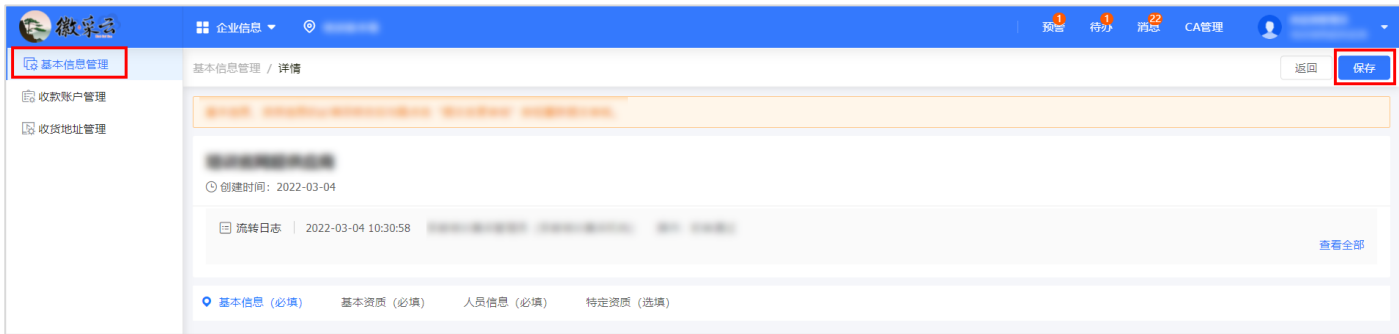 徽采云
企业信息
预警 1
待办 1
消息 22
CA管理
基本信息管理
收款账户管理
收货地址管理
基本信息管理 / 详情
返回
保存
创建时间：2022-03-04
流转日志 2022-03-04 10:30:58
查看全部
基本信息 (必填) 基本资质 (必填) 人员信息 (必填) 特定资质 (选填)